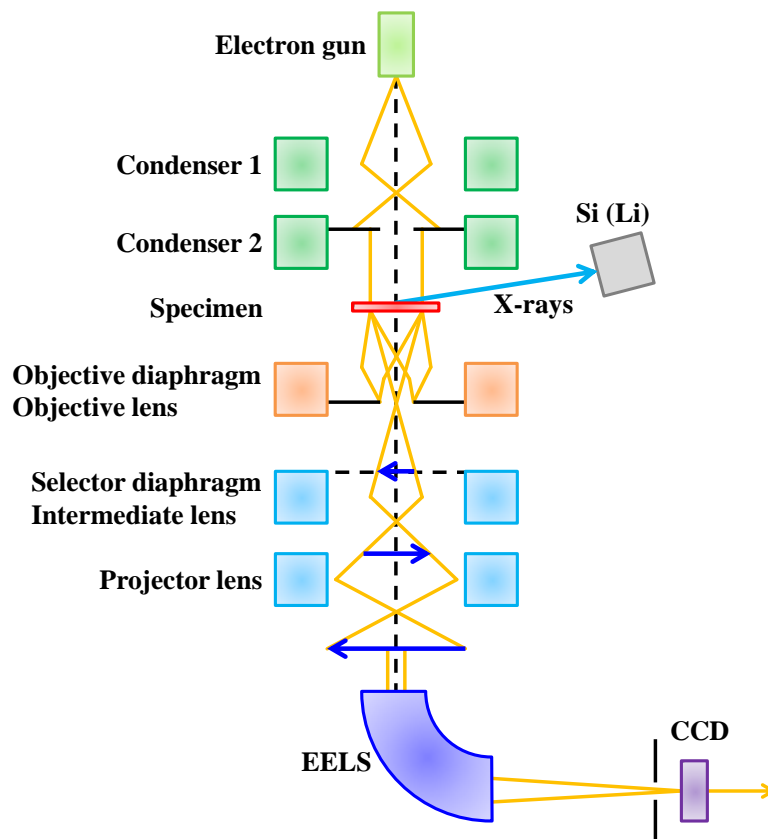 Electron gun
Condenser 1
Si (Li)
Condenser 2
X-rays
Specimen
Objective diaphragm
Objective lens
Selector diaphragm
Intermediate lens
Projector lens
CCD
EELS